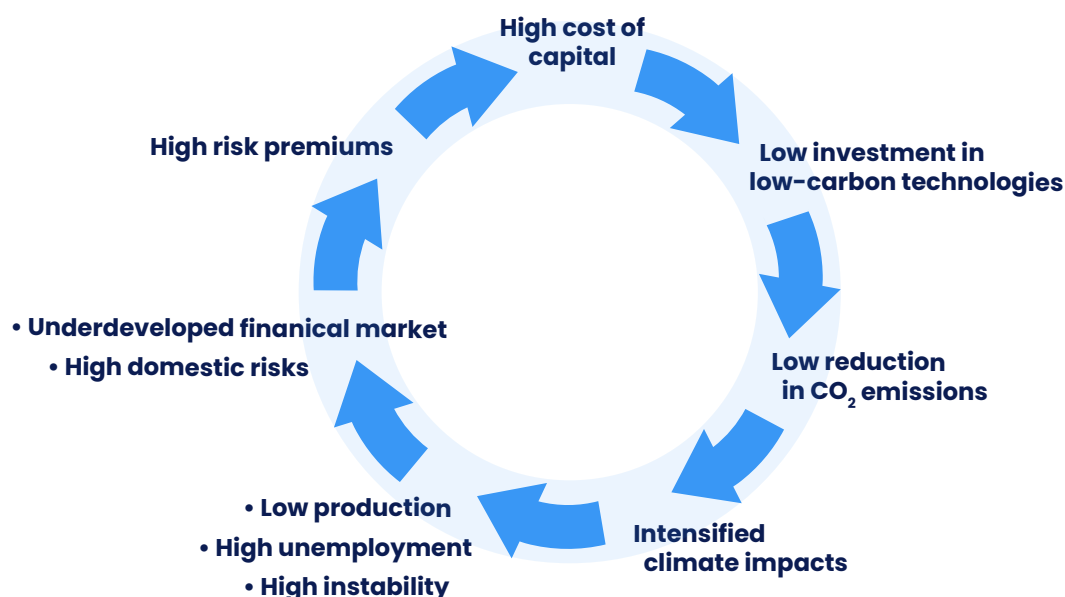 High cost of
capital
Low investment in
low-carbon technologies
Low reduction
in CO₂ emissions
Intensified
climate impacts
• Low production
• High unemployment
• High instability
• Underdeveloped finanical market
• High domestic risks
High risk premiums